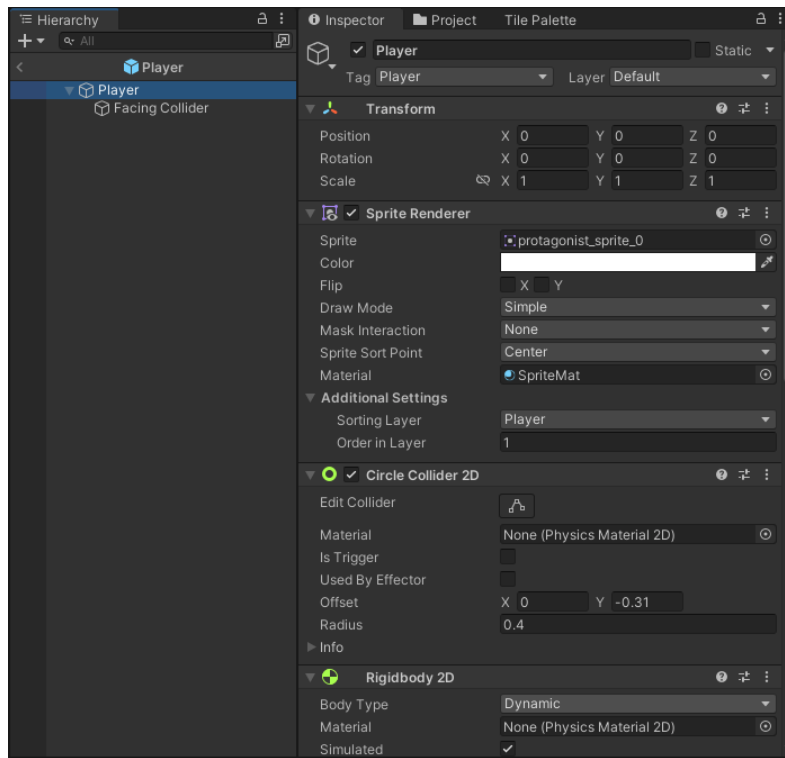 Hierarchy
All
Player
Player
Facing Collider
Inspector Project Tile Palette
Player Static
Tag Player Layer Default
Transform
Position X 0 Y 0 Z 0
Rotation X 0 Y 0 Z 0
Scale X 1 Y 1 Z 1
Sprite Renderer
Sprite protagonist_sprite_0
Color
Flip X Y
Draw Mode Simple
Mask Interaction None
Sprite Sort Point Center
Material SpriteMat
Additional Settings
Sorting Layer Player
Order in Layer 1
Circle Collider 2D
Edit Collider
Material None (Physics Material 2D)
Is Trigger
Used By Effector
Offset X 0 Y -0.31
Radius 0.4
Info
Rigidbody 2D
Body Type Dynamic
Material None (Physics Material 2D)
Simulated